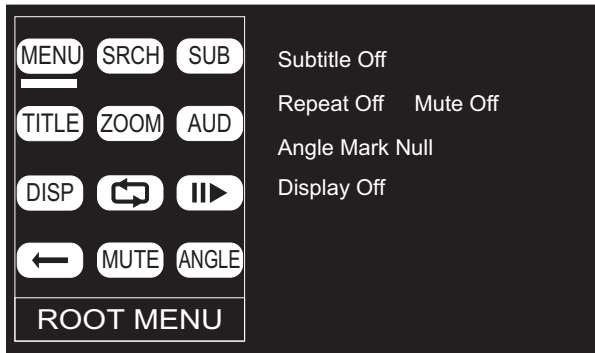 MENU SRCH SUB
TITLE ZOOM AUD
DISP
MUTE ANGLE
ROOT MENU
Subtitle Off
Repeat Off Mute Off
Angle Mark Null
Display Off